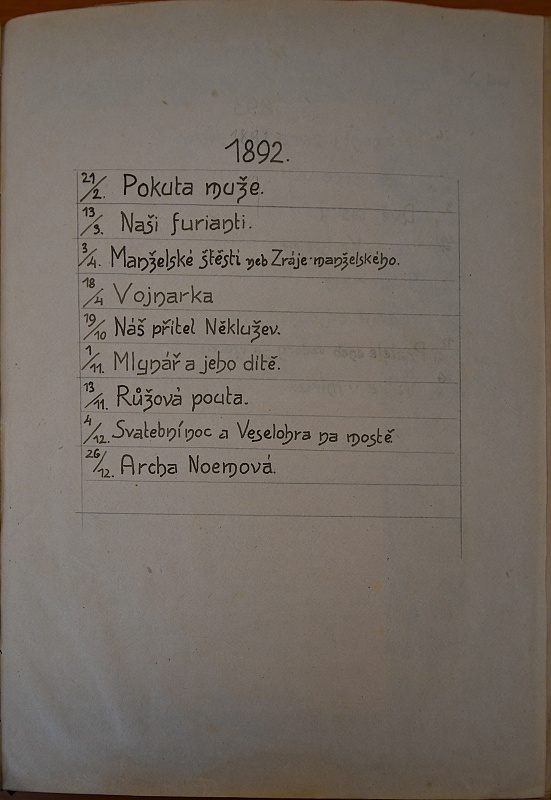 1892.
21/2. Pokuta muže.
13/3. Naši furianti.
3/4. Manželské štěstí neb Zráje manželského.
18/4 Vojnarka
19/10 Náš přítel Něklužev.
1/11. Mlynář a jeho dítě.
13/11. Růžová pouta.
4/12. Svatební noc a Veselohra na mostě
26/12. Archa Noemová.